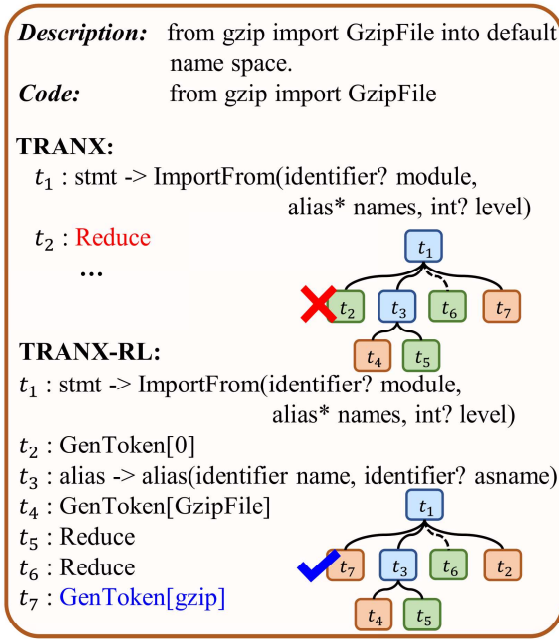 Description: from gzip import GzipFile into default
name space.
Code: from gzip import GzipFile
TRANX:
t1 : stmt -> ImportFrom(identifier? module,
alias* names, int? level)
t2 : Reduce
...
t1
t2 t3 t6 t7
t4 t5
TRANX-RL:
t1 : stmt -> ImportFrom(identifier? module,
alias* names, int? level)
t2 : GenToken[0]
t3 : alias -> alias(identifier name, identifier? asname)
t4 : GenToken[GzipFile]
t5 : Reduce
t6 : Reduce
t7 : GenToken[gzip]
t1
t7 t3 t6 t2
t4 t5